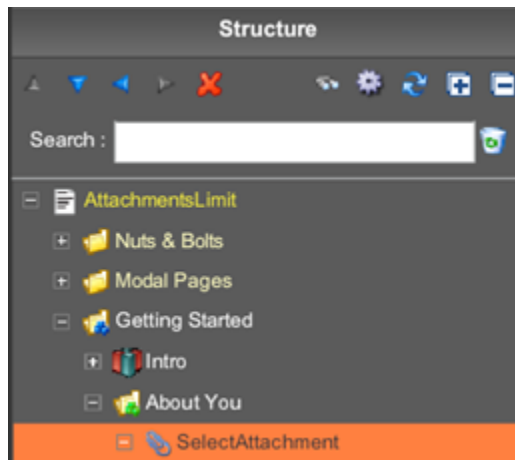 Structure
Search :
AttachmentsLimit
Nuts & Bolts
Modal Pages
Getting Started
Intro
About You
SelectAttachment